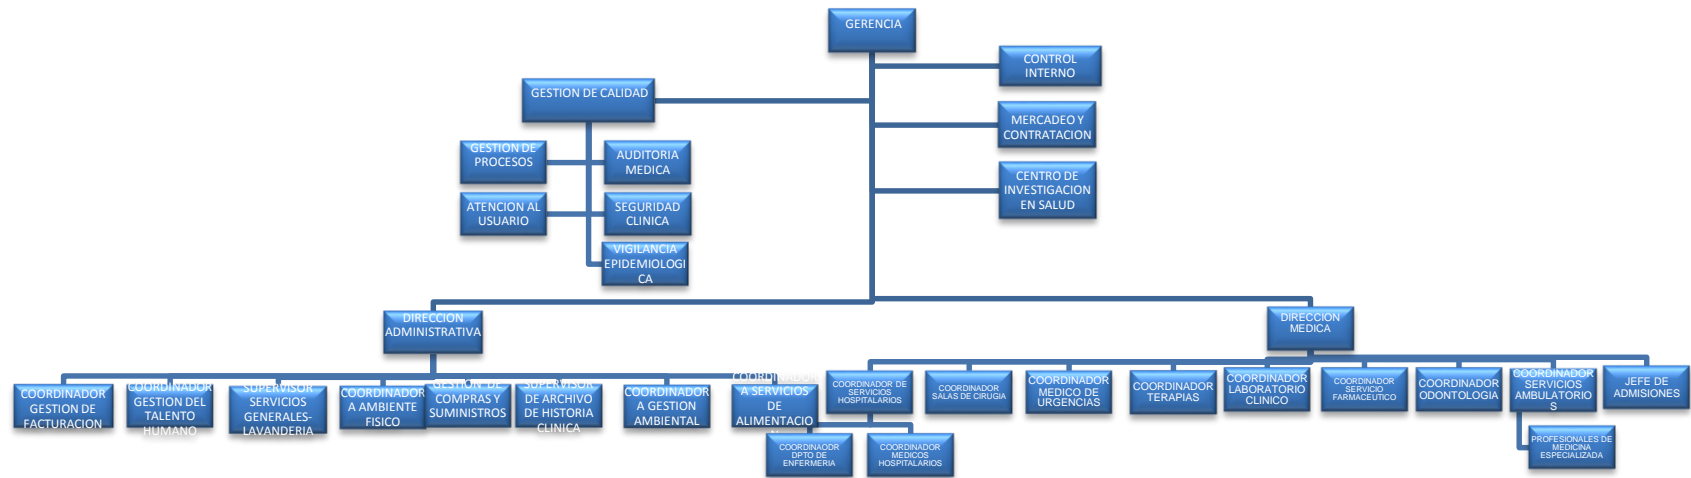 GERENCIA
CONTROL
INTERNO
GESTION DE CALIDAD
MERCADEO Y
CONTRATACION
GESTION DE
PROCESOS
AUDITORIA
MEDICA
CENTRO DE
INVESTIGACION
EN SALUD
ATENCION AL
USUARIO
SEGURIDAD
CLINICA
VIGILANCIA
EPIDEMIOLOGI
CA
DIRECCION
ADMINISTRATIVA
DIRECCION
MEDICA
COORDINADOR
GESTION DE
FACTURACION
COORDINADOR
GESTION DEL
TALENTO
HUMANO
SUPERVISOR
SERVICIOS
GENERALES-
LAVANDERIA
COORDINADOR
A AMBIENTE
FISICO
GESTION DE
COMPRAS Y
SUMINISTROS
SUPERVISOR
DE ARCHIVO
DE HISTORIA
CLINICA
COORDINADOR
A GESTION
AMBIENTAL
COORDINADOR
A SERVICIOS
DE
ALIMENTACIO
N
COORDINADOR DE
SERVICIOS
HOSPITALARIOS
COORDINADOR
SALAS DE CIRUGIA
COORDINADOR
MEDICO DE
URGENCIAS
COORDINADOR
TERAPIAS
COORDINADOR
LABORATORIO
CLINICO
COORDINADOR
SERVICIO
FARMACEUTICO
COORDINADOR
ODONTOLOGIA
COORDINADOR
SERVICIOS
AMBULATORIO
S
JEFE DE
ADMISIONES
COORDINAODR
DPTO DE
ENFERMERIA
COORDINADOR
MEDICOS
HOSPITALARIOS
PROFESIONALES DE
MEDICINA
ESPECIALIZADA